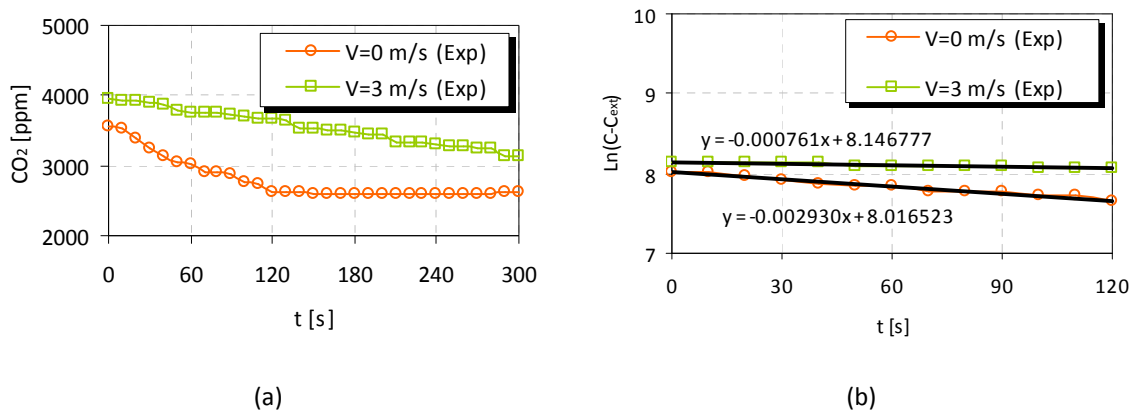 5000
4000
3000
2000
CO₂ [ppm]
V=0 m/s (Exp)
V=3 m/s (Exp)
0 60 120 180 240 300
t [s]
(a)
10
9
8
7
Ln(C-Cₑₓₜ)
V=0 m/s (Exp)
V=3 m/s (Exp)
y = -0.000761x + 8.146777
y = -0.002930x + 8.016523
0 30 60 90 120
t [s]
(b)